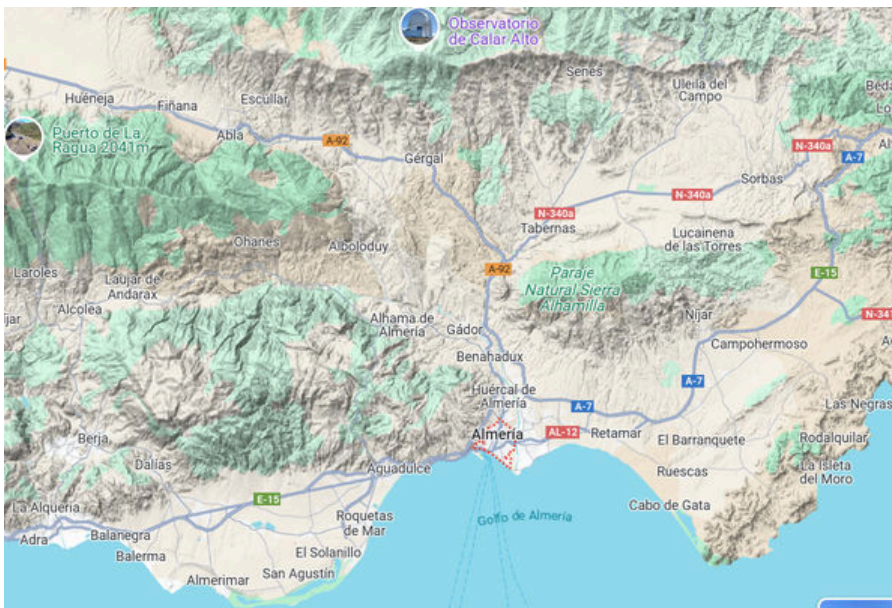 Observatorio
de Calar Alto
Senés
Uleila del
Campo
Huéneja
Fiñana
Escullar
Abla
A-92
Puerto de La
Ragua 2041m
Gérgal
N-340a
A-7
Sorbas
N-340a
N-340a
Tabernas
Lucainena
de las Torres
Ohanes
Alboloduy
A-92
E-15
Laroles
Laujar de
Andarax
Paraje
Natural Sierra
Alhamilla
Alcolea
Alhama de
Almería
Gádor
Níjar
Campohermoso
Benahadux
Huércal de
Almería
A-7
A-7
Las Negras
Almería
AL-12
Retamar
El Barranquete
Rodalquilar
Berja
Dalías
Aguadulce
Ruescas
La Isleta
del Moro
La Alquería
E-15
Roquetas
de Mar
Golfo de Almería
Cabo de Gata
Adra
Balanegra
Balerma
El Solanillo
San Agustín
Almerimar